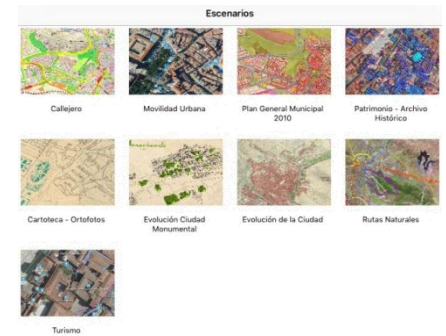 Escenarios
Callejero
Movilidad Urbana
Plan General Municipal
2010
Patrimonio - Archivo
Histórico
Cartoteca - Ortofotos
Evolución Ciudad
Monumental
Evolución de la Ciudad
Rutas Naturales
Turismo